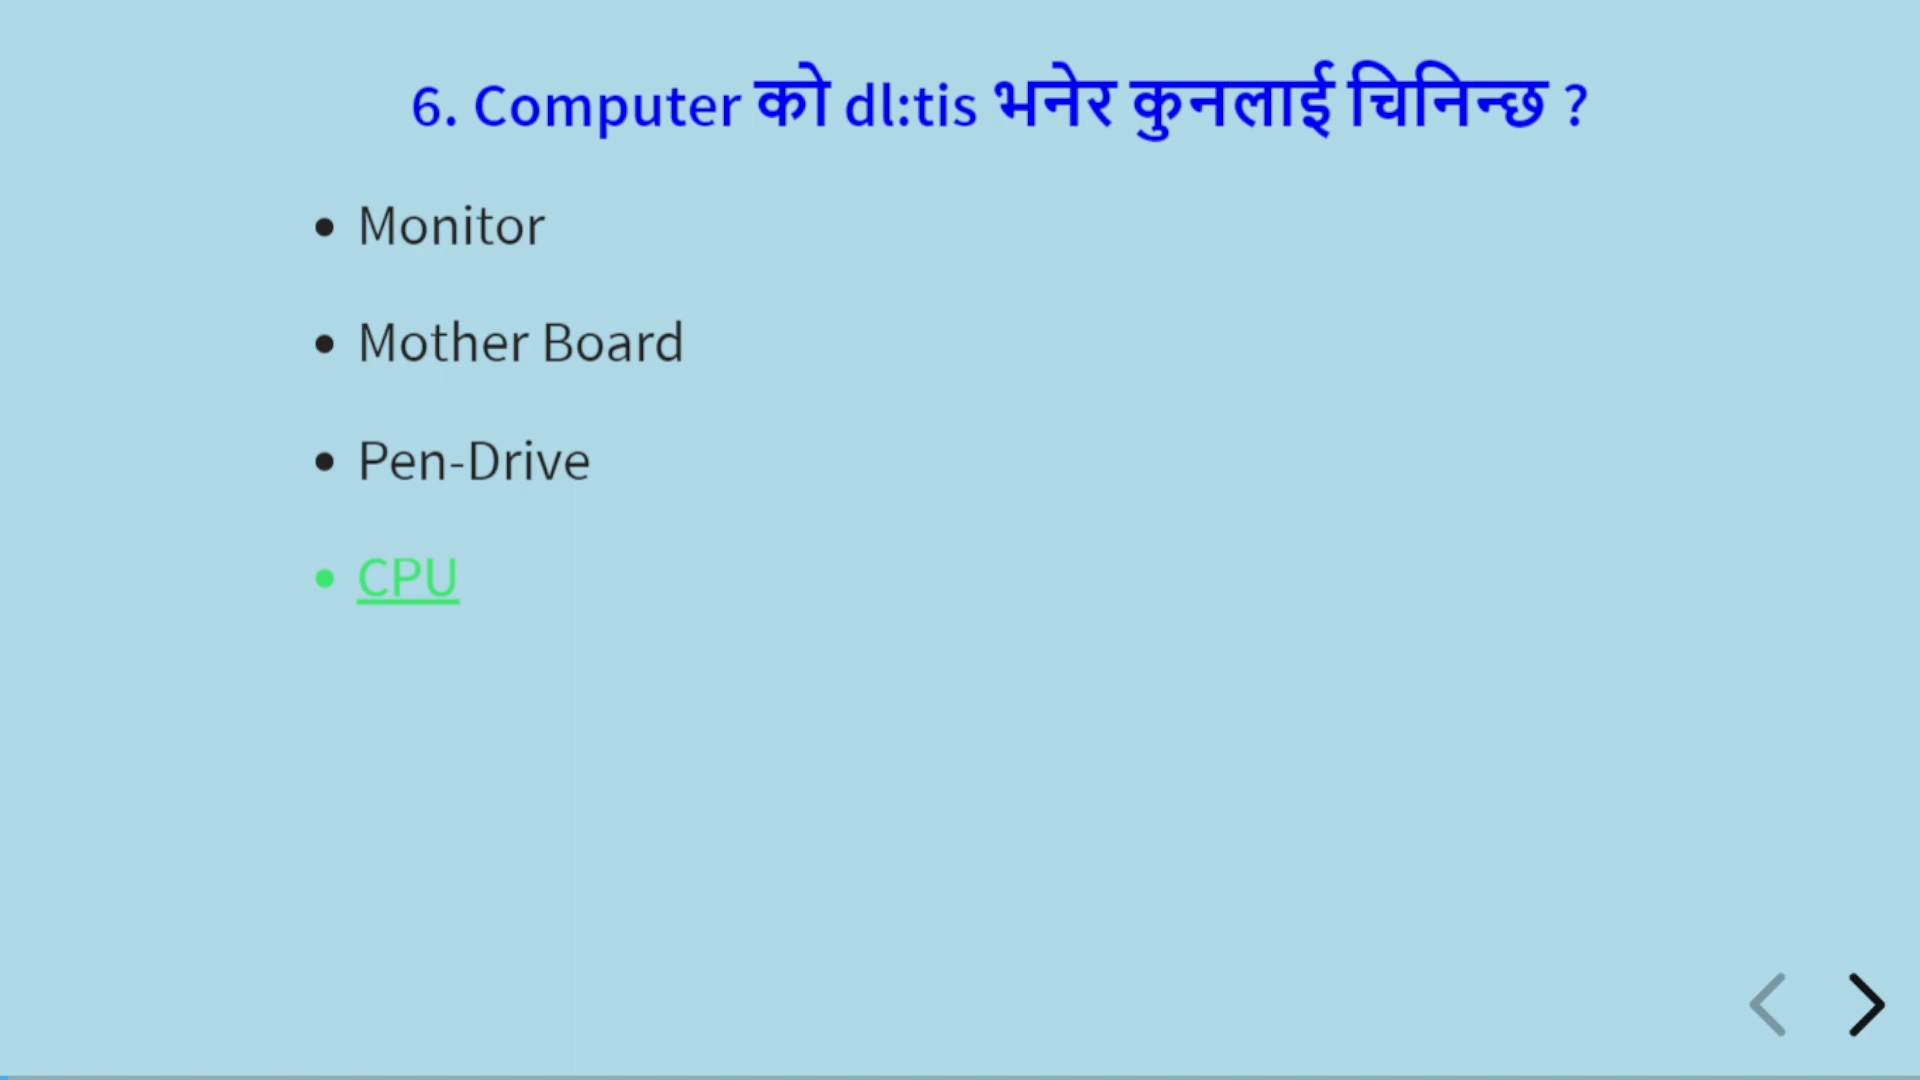 6. Computer को dl:tis भनेर कुनलाई चिनिन्छ ?
Monitor
Mother Board
Pen-Drive
CPU